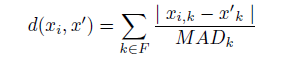 d(x_i, x') = \sum_{k \in F} \frac{| x_{i,k} - x'_k |}{MAD_k}